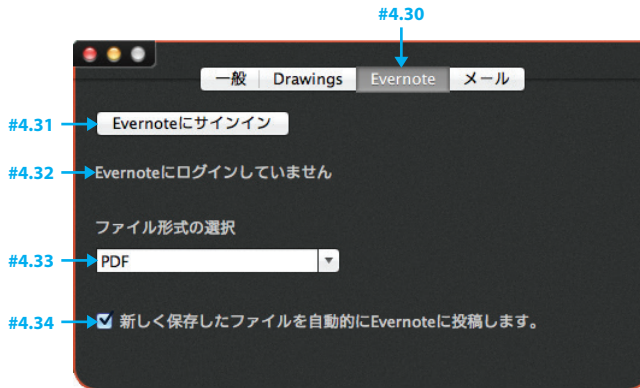 #4.30
一般 Drawings Evernote メール
#4.31 Evernoteにサインイン
#4.32 Evernoteにログインしていません
ファイル形式の選択
#4.33 PDF
#4.34 新しく保存したファイルを自動的にEvernoteに投稿します。